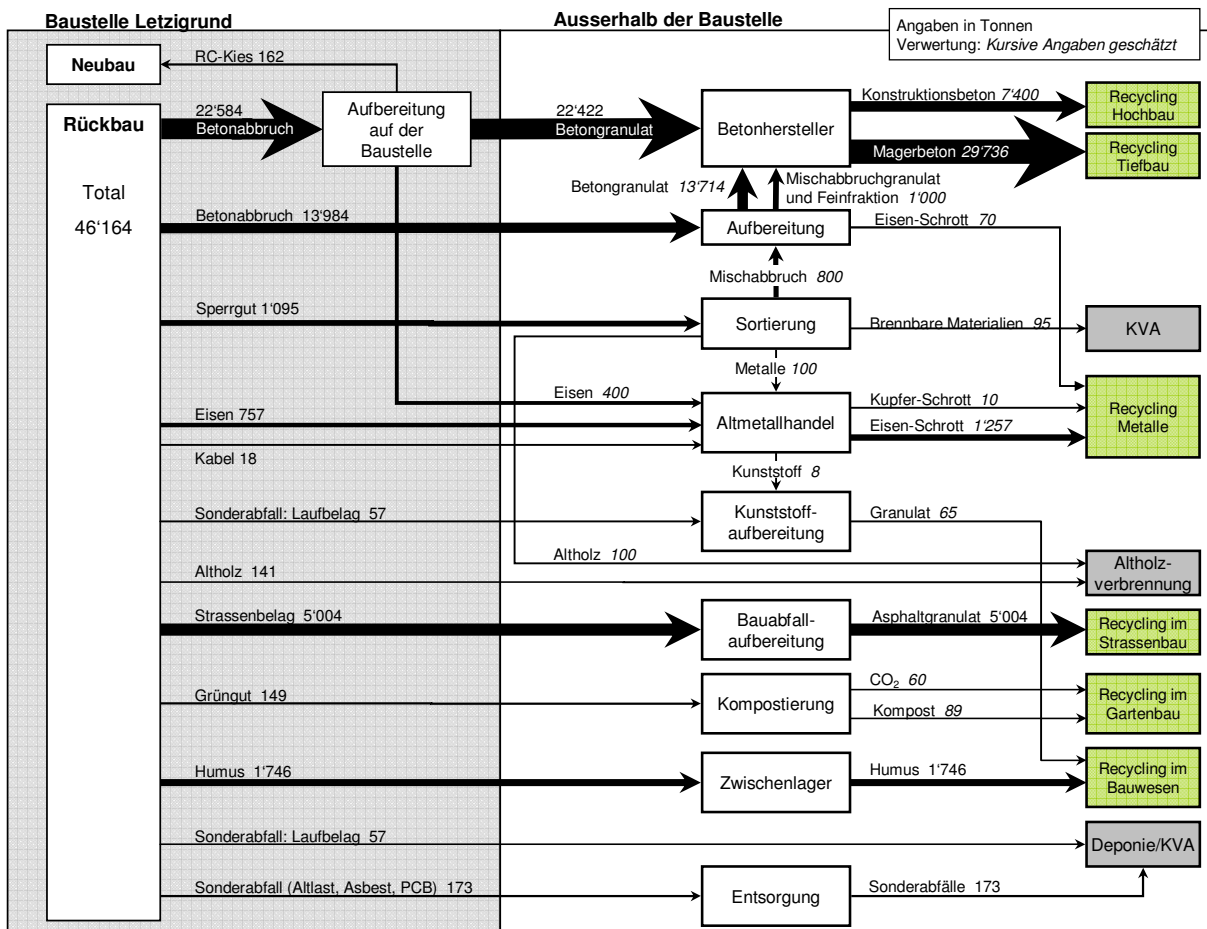 Baustelle Letzigrund
Ausserhalb der Baustelle
Angaben in Tonnen
Verwertung: Kursive Angaben geschätzt
Neubau
RC-Kies 162
Rückbau
Total
46‘164
22‘584
Betonabbruch
Aufbereitung
auf der
Baustelle
22‘422
Betongranulat
Betonhersteller
Konstruktionsbeton 7‘400
Recycling
Hochbau
Magerbeton 29‘736
Recycling
Tiefbau
Betongranulat 13‘714
Mischabbruchgranulat
und Feinfraktion 1‘000
Betonabbruch 13‘984
Aufbereitung
Eisen-Schrott 70
Mischabbruch 800
Sperrgut 1‘095
Sortierung
Brennbare Materialien 95
KVA
Metalle 100
Eisen 400
Eisen 757
Kabel 18
Altmetallhandel
Kupfer-Schrott 10
Eisen-Schrott 1‘257
Recycling
Metalle
Kunststoff 8
Sonderabfall: Laufbelag 57
Kunststoff-
aufbereitung
Granulat 65
Altholz 100
Altholz 141
Altholz-
verbrennung
Strassenbelag 5‘004
Bauabfall-
aufbereitung
Asphaltgranulat 5‘004
Recycling im
Strassenbau
Grüngut 149
Kompostierung
CO₂ 60
Kompost 89
Recycling im
Gartenbau
Humus 1‘746
Zwischenlager
Humus 1‘746
Recycling im
Bauwesen
Sonderabfall: Laufbelag 57
Deponie/KVA
Sonderabfall (Altlast, Asbest, PCB) 173
Entsorgung
Sonderabfälle 173